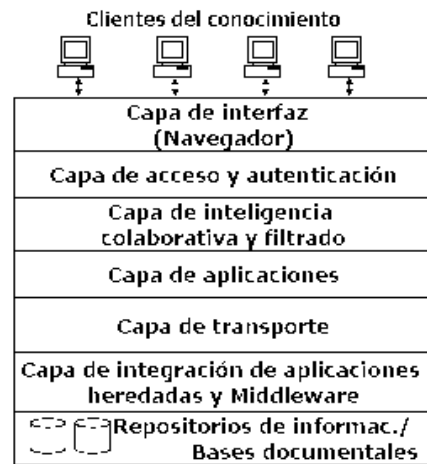 Clientes del conocimiento
Capa de interfaz
(Navegador)
Capa de acceso y autenticación
Capa de inteligencia
colaborativa y filtrado
Capa de aplicaciones
Capa de transporte
Capa de integración de aplicaciones
heredadas y Middleware
Repositorios de informac./
Bases documentales